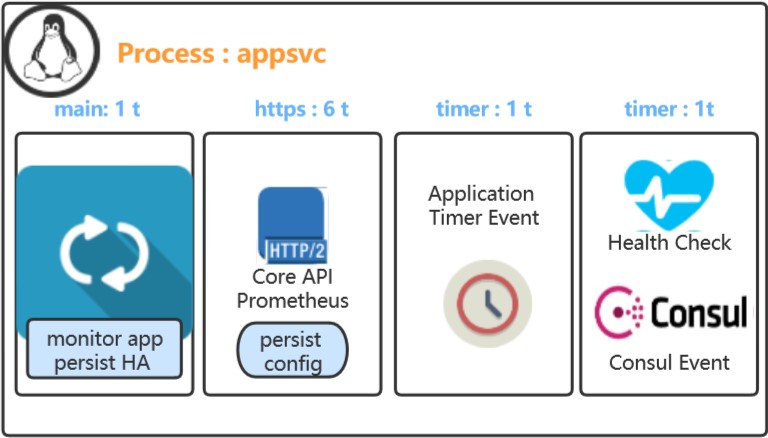 Process : appsvc
main: 1 t
https : 6 t
timer : 1 t
timer : 1t
monitor app
persist HA
HTTP/2
Core API
Prometheus
persist
config
Application
Timer Event
Health Check
Consul
Consul Event